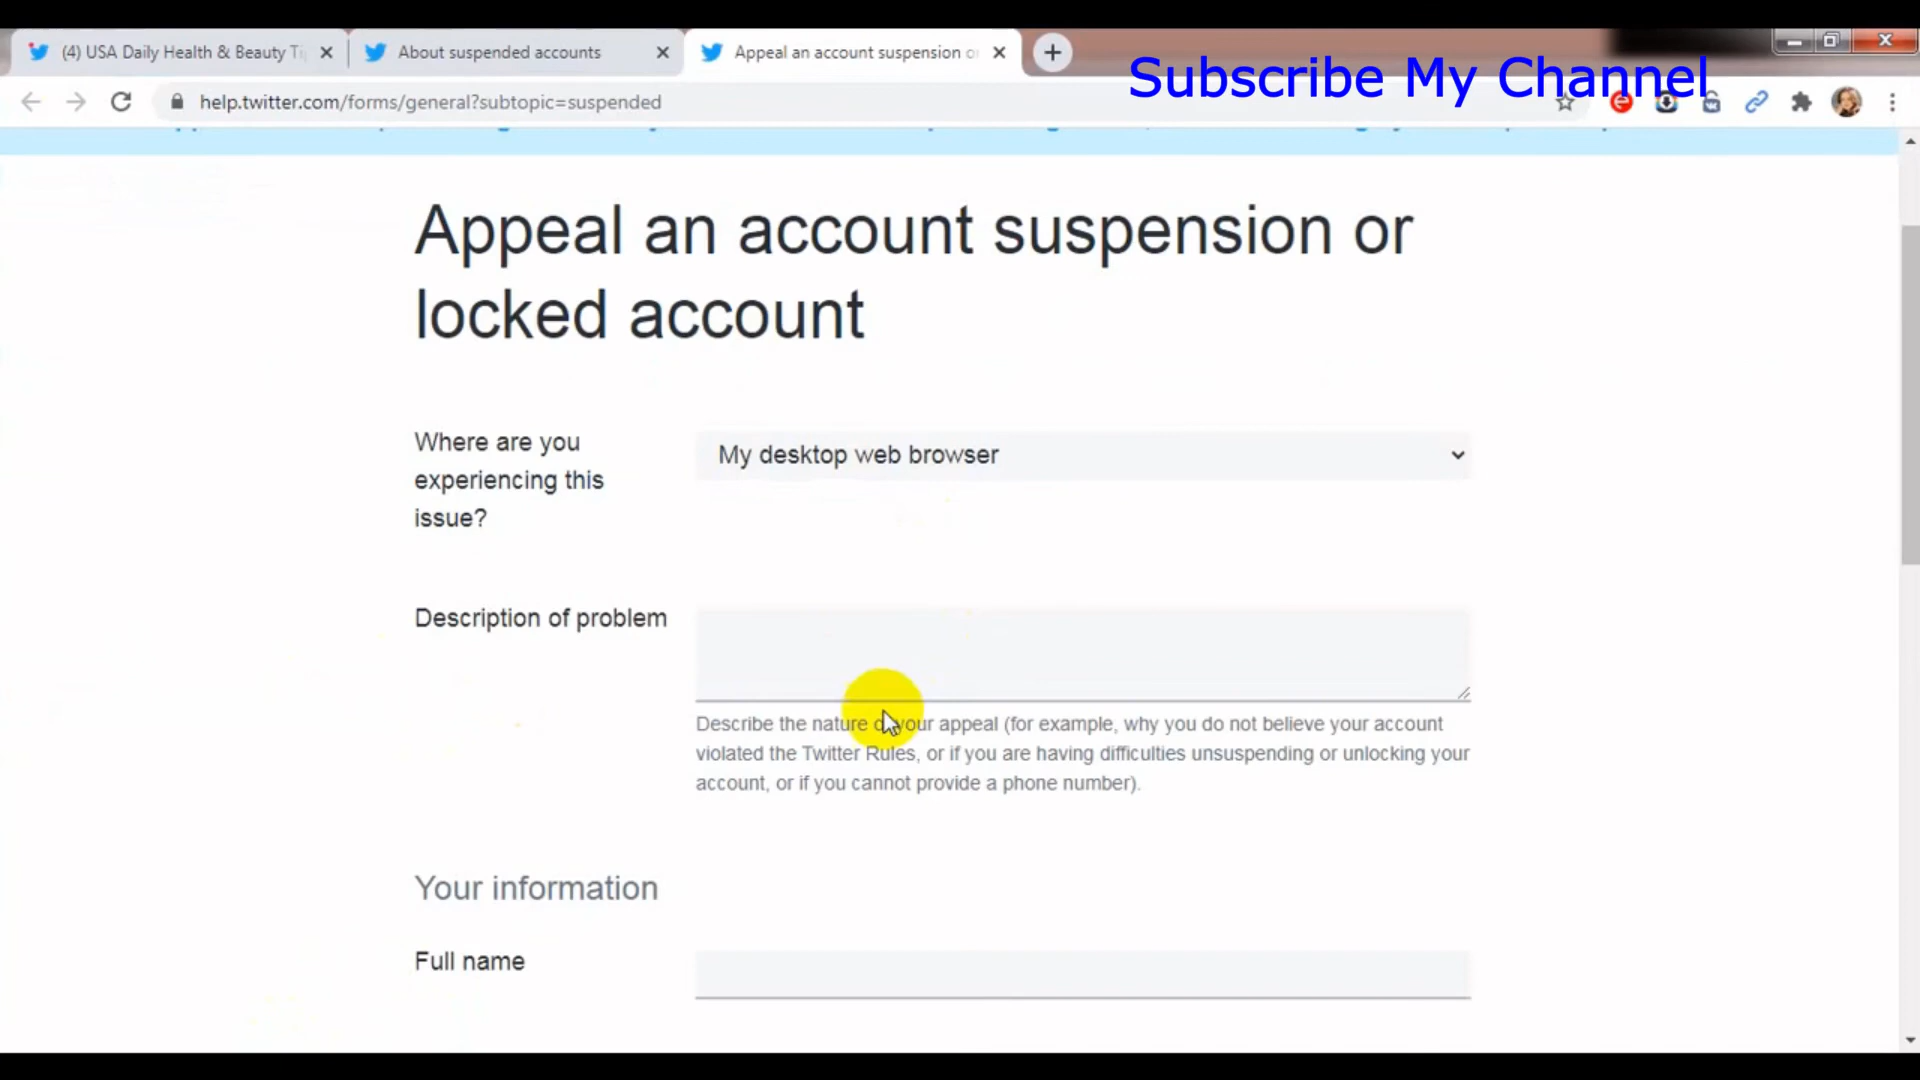 (4) USA Daily Health & Beauty Ti
About suspended accounts
Appeal an account suspension or
Subscribe My Channel
help.twitter.com/forms/general?subtopic=suspended
Appeal an account suspension or
locked account
Where are you
experiencing this
issue?
My desktop web browser
Description of problem
Describe the nature of your appeal (for example, why you do not believe your account
violated the Twitter Rules, or if you are having difficulties unsuspending or unlocking your
account, or if you cannot provide a phone number).
Your information
Full name